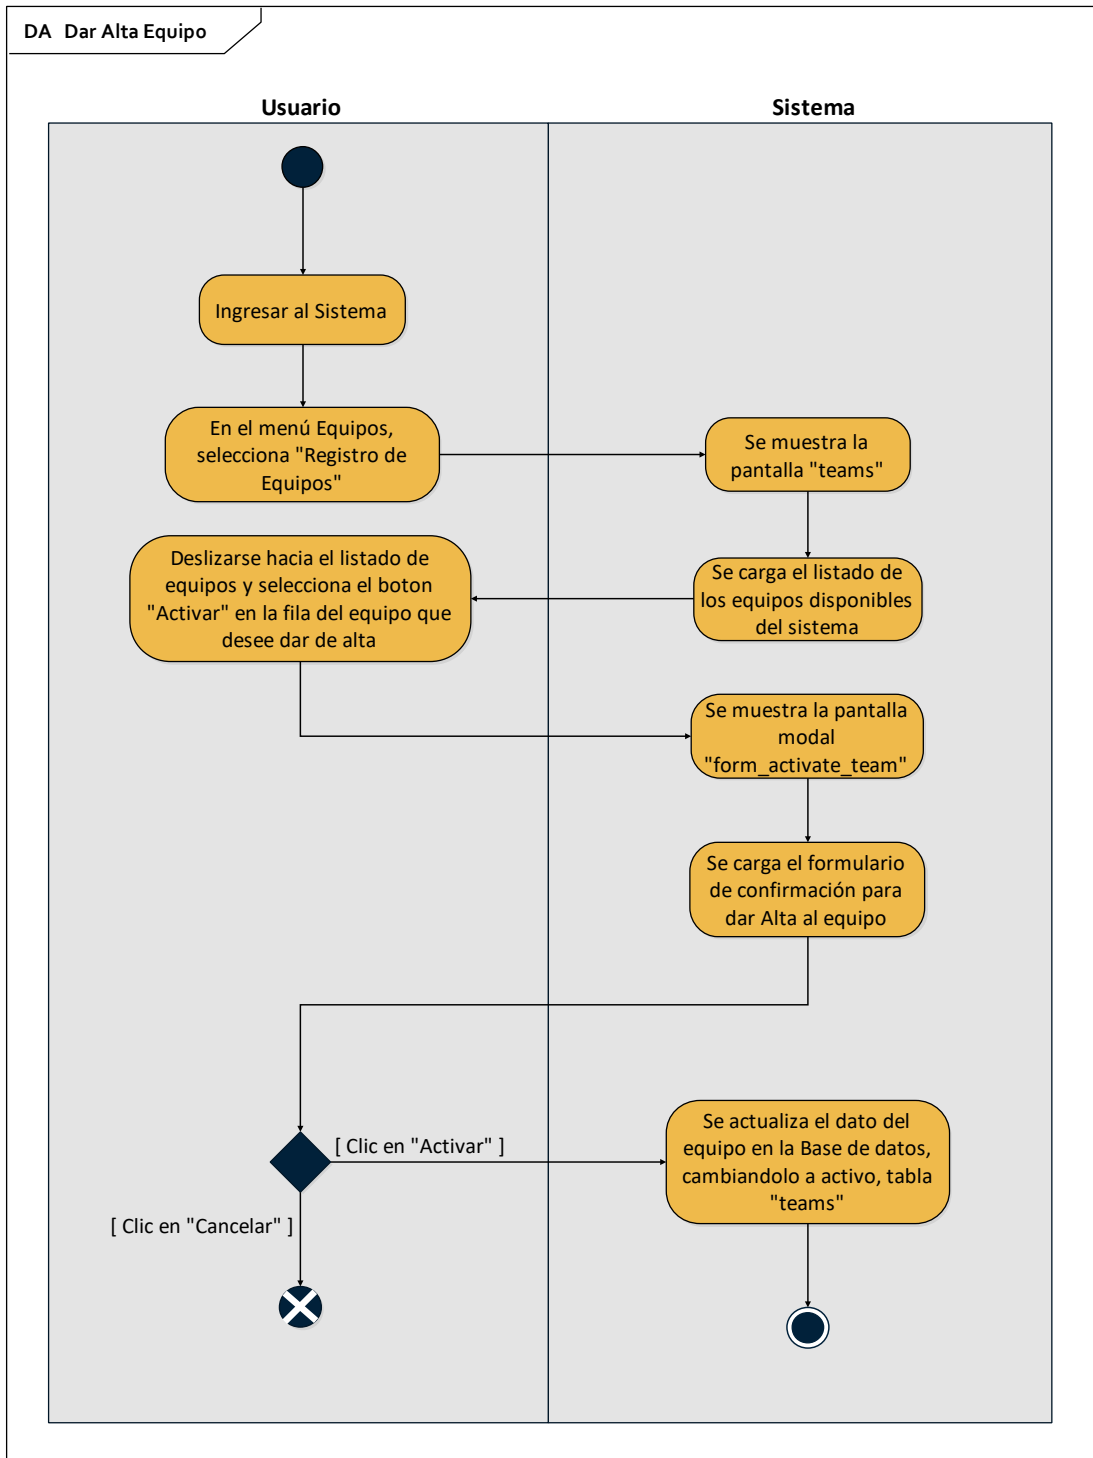 DA Dar Alta Equipo
Usuario
Sistema
Ingresar al Sistema
En el menú Equipos,
selecciona "Registro de
Equipos"
Se muestra la
pantalla "teams"
Se carga el listado de
los equipos disponibles
del sistema
Deslizarse hacia el listado de
equipos y selecciona el boton
"Activar" en la fila del equipo que
desee dar de alta
Se muestra la pantalla
modal
"form_activate_team"
Se carga el formulario
de confirmación para
dar Alta al equipo
[ Clic en "Activar" ]
Se actualiza el dato del
equipo en la Base de datos,
cambiandolo a activo, tabla
"teams"
[ Clic en "Cancelar" ]